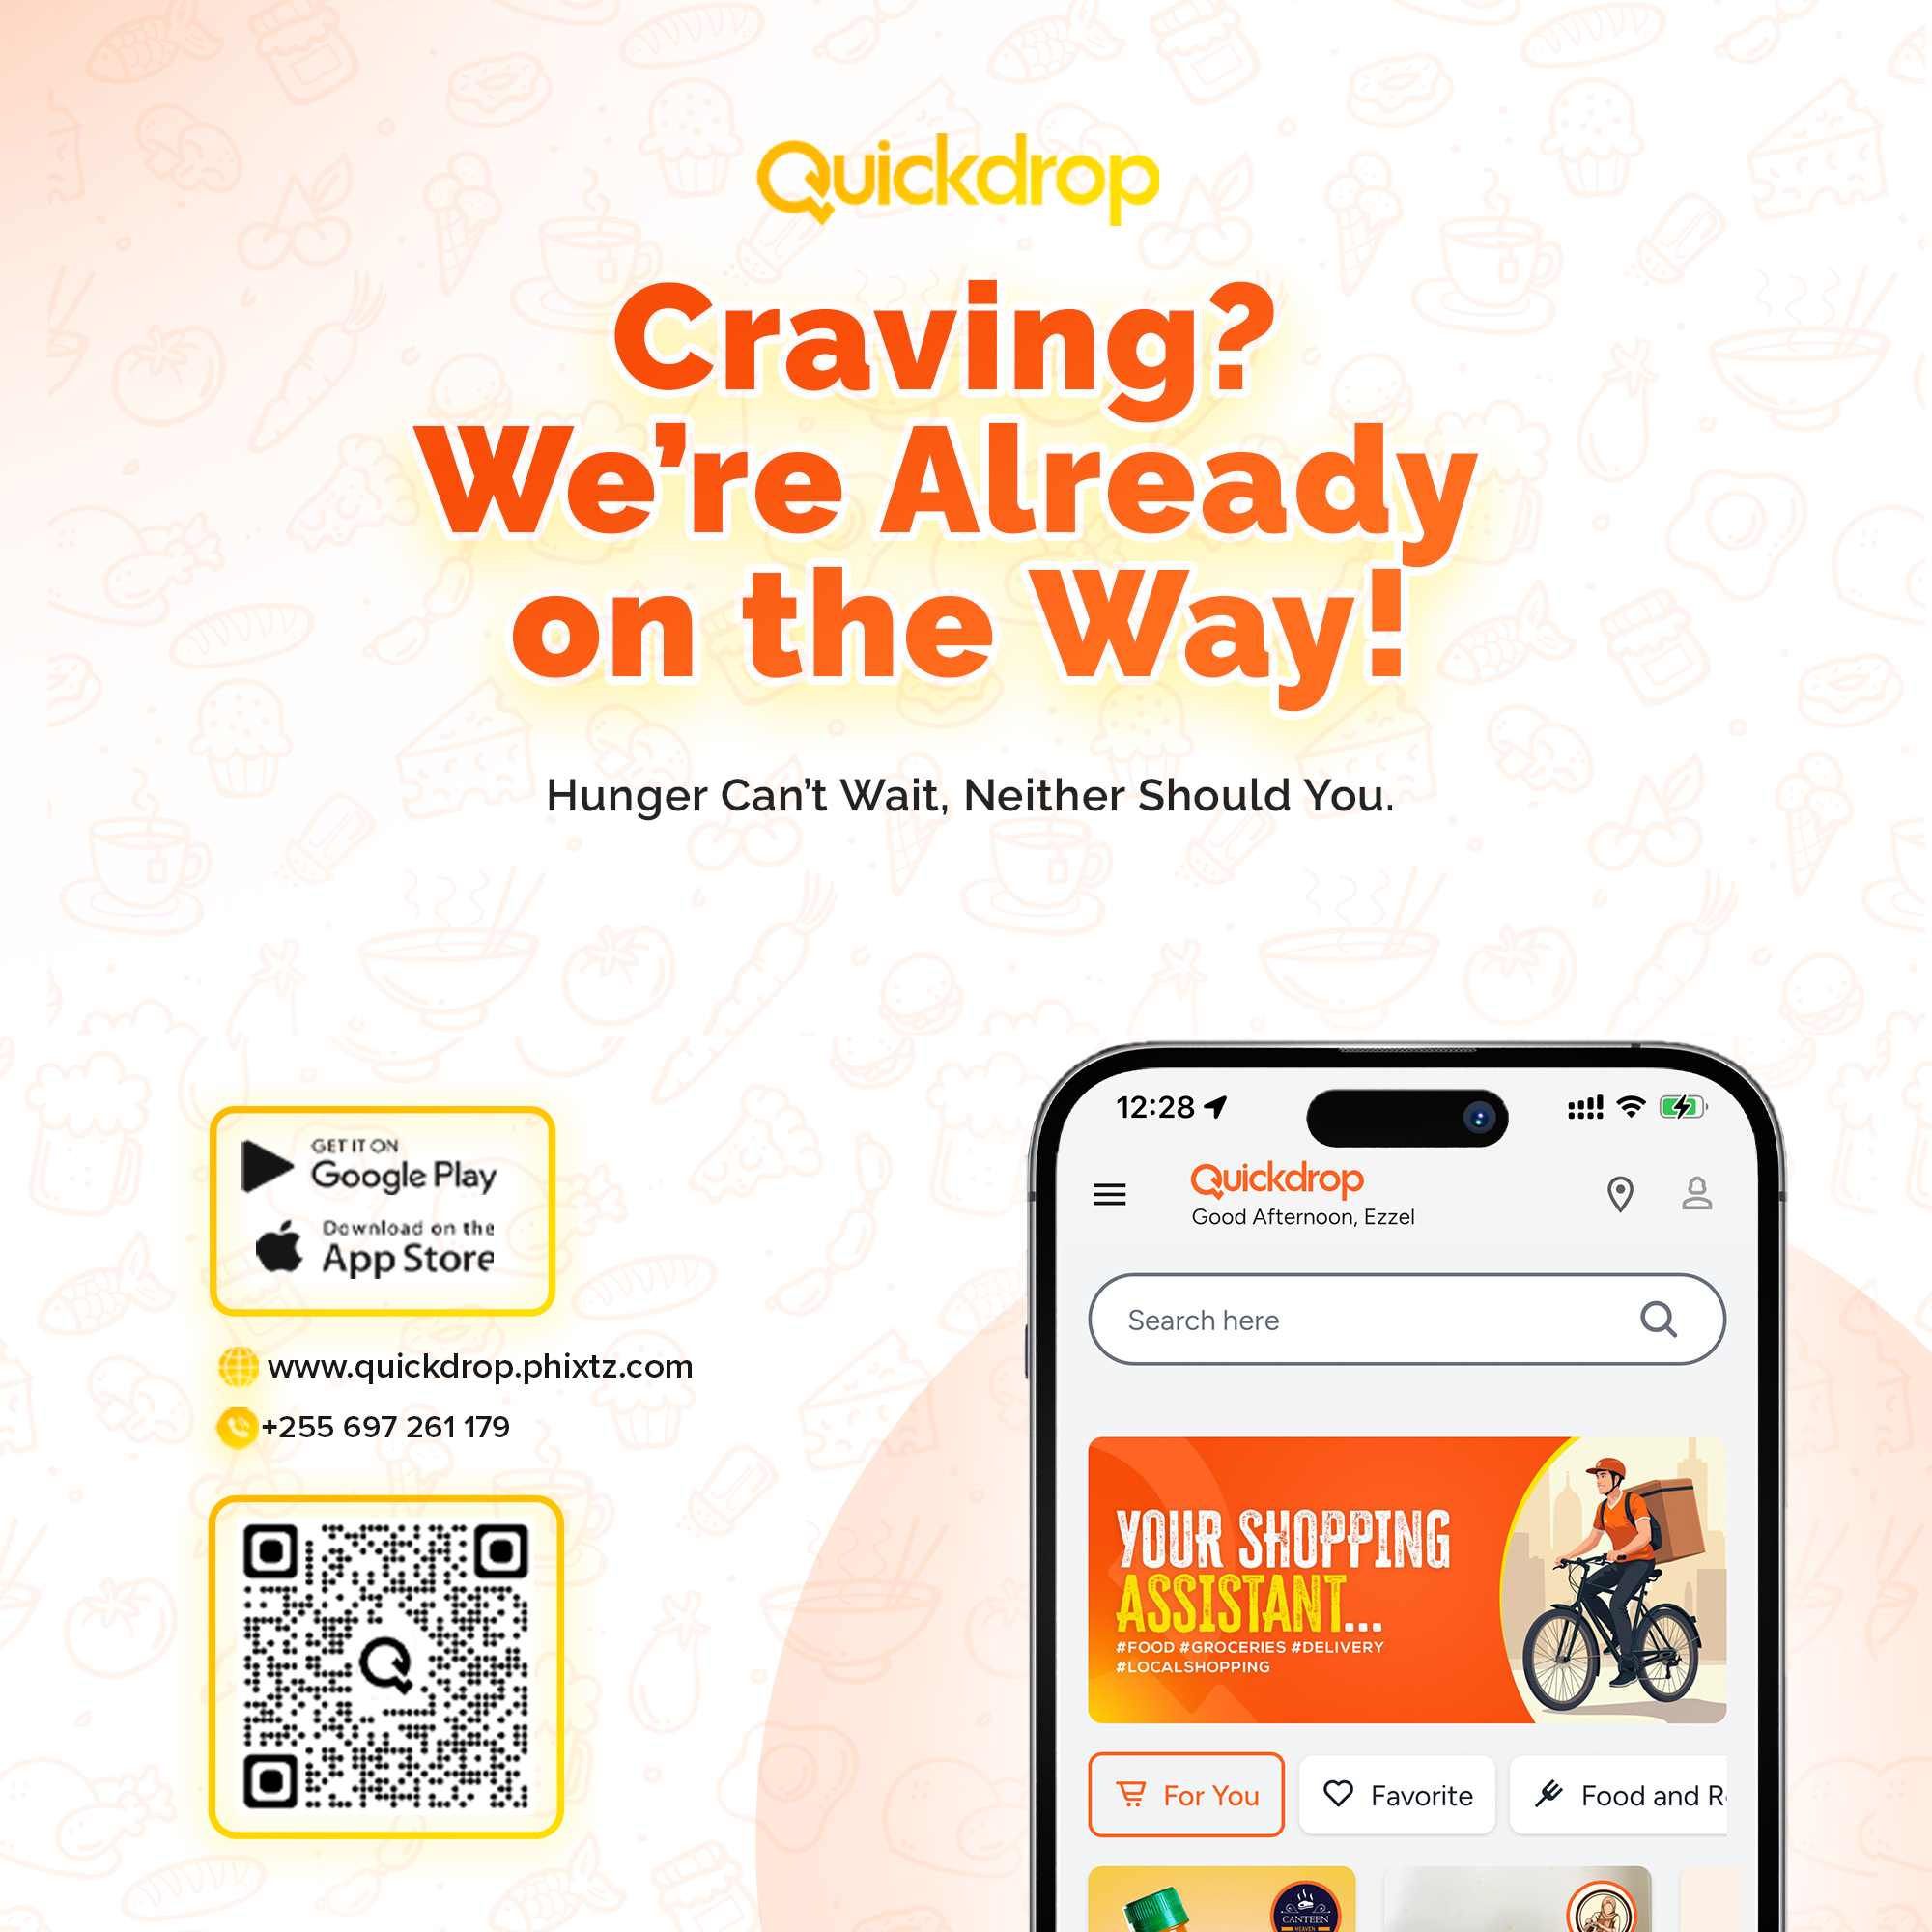 Quickdrop
Craving?
We're Already
on the Way!
Hunger Can't Wait, Neither Should You.
GET IT ON
Google Play
Download on the
App Store
www.quickdrop.phixtz.com
+255 697 261 179
12:28
Quickdrop
Good Afternoon, Ezzel
Search here
YOUR SHOPPING
ASSISTANT...
#FOOD #GROCERIES #DELIVERY
#LOCALSHOPPING
For You
Favorite
Food and R
CANTEEN
HEAVEN